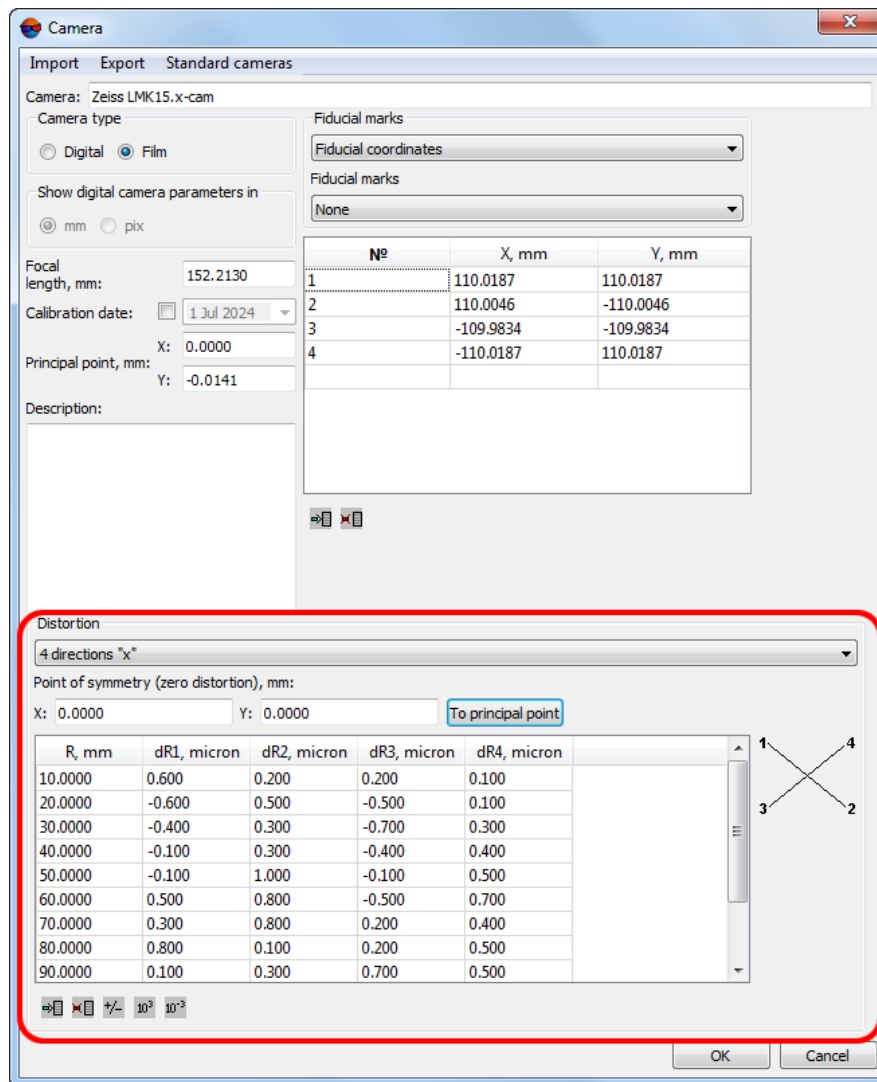 Camera
Import Export Standard cameras
Camera: Zeiss LMK15.x-cam
Camera type
Digital Film
Show digital camera parameters in
mm pix
Focal
length, mm: 152.2130
Calibration date: 1 Jul 2024
Principal point, mm:
X: 0.0000
Y: -0.0141
Description:
Fiducial marks
Fiducial coordinates
Fiducial marks
None
Nº X, mm Y, mm
1 110.0187 110.0187
2 110.0046 -110.0046
3 -109.9834 -109.9834
4 -110.0187 110.0187
Distortion
4 directions "x"
Point of symmetry (zero distortion), mm:
X: 0.0000 Y: 0.0000 To principal point
R, mm dR1, micron dR2, micron dR3, micron dR4, micron
10.0000 0.600 0.200 0.200 0.100
20.0000 -0.600 0.500 -0.500 0.100
30.0000 -0.400 0.300 -0.700 0.300
40.0000 -0.100 0.300 -0.400 0.400
50.0000 -0.100 1.000 -0.100 0.500
60.0000 0.500 0.800 -0.500 0.700
70.0000 0.300 0.800 0.200 0.400
80.0000 0.800 0.100 0.200 0.500
90.0000 0.100 0.300 0.700 0.500
1 4
3 2
+/- 10³ 10⁻³
OK Cancel